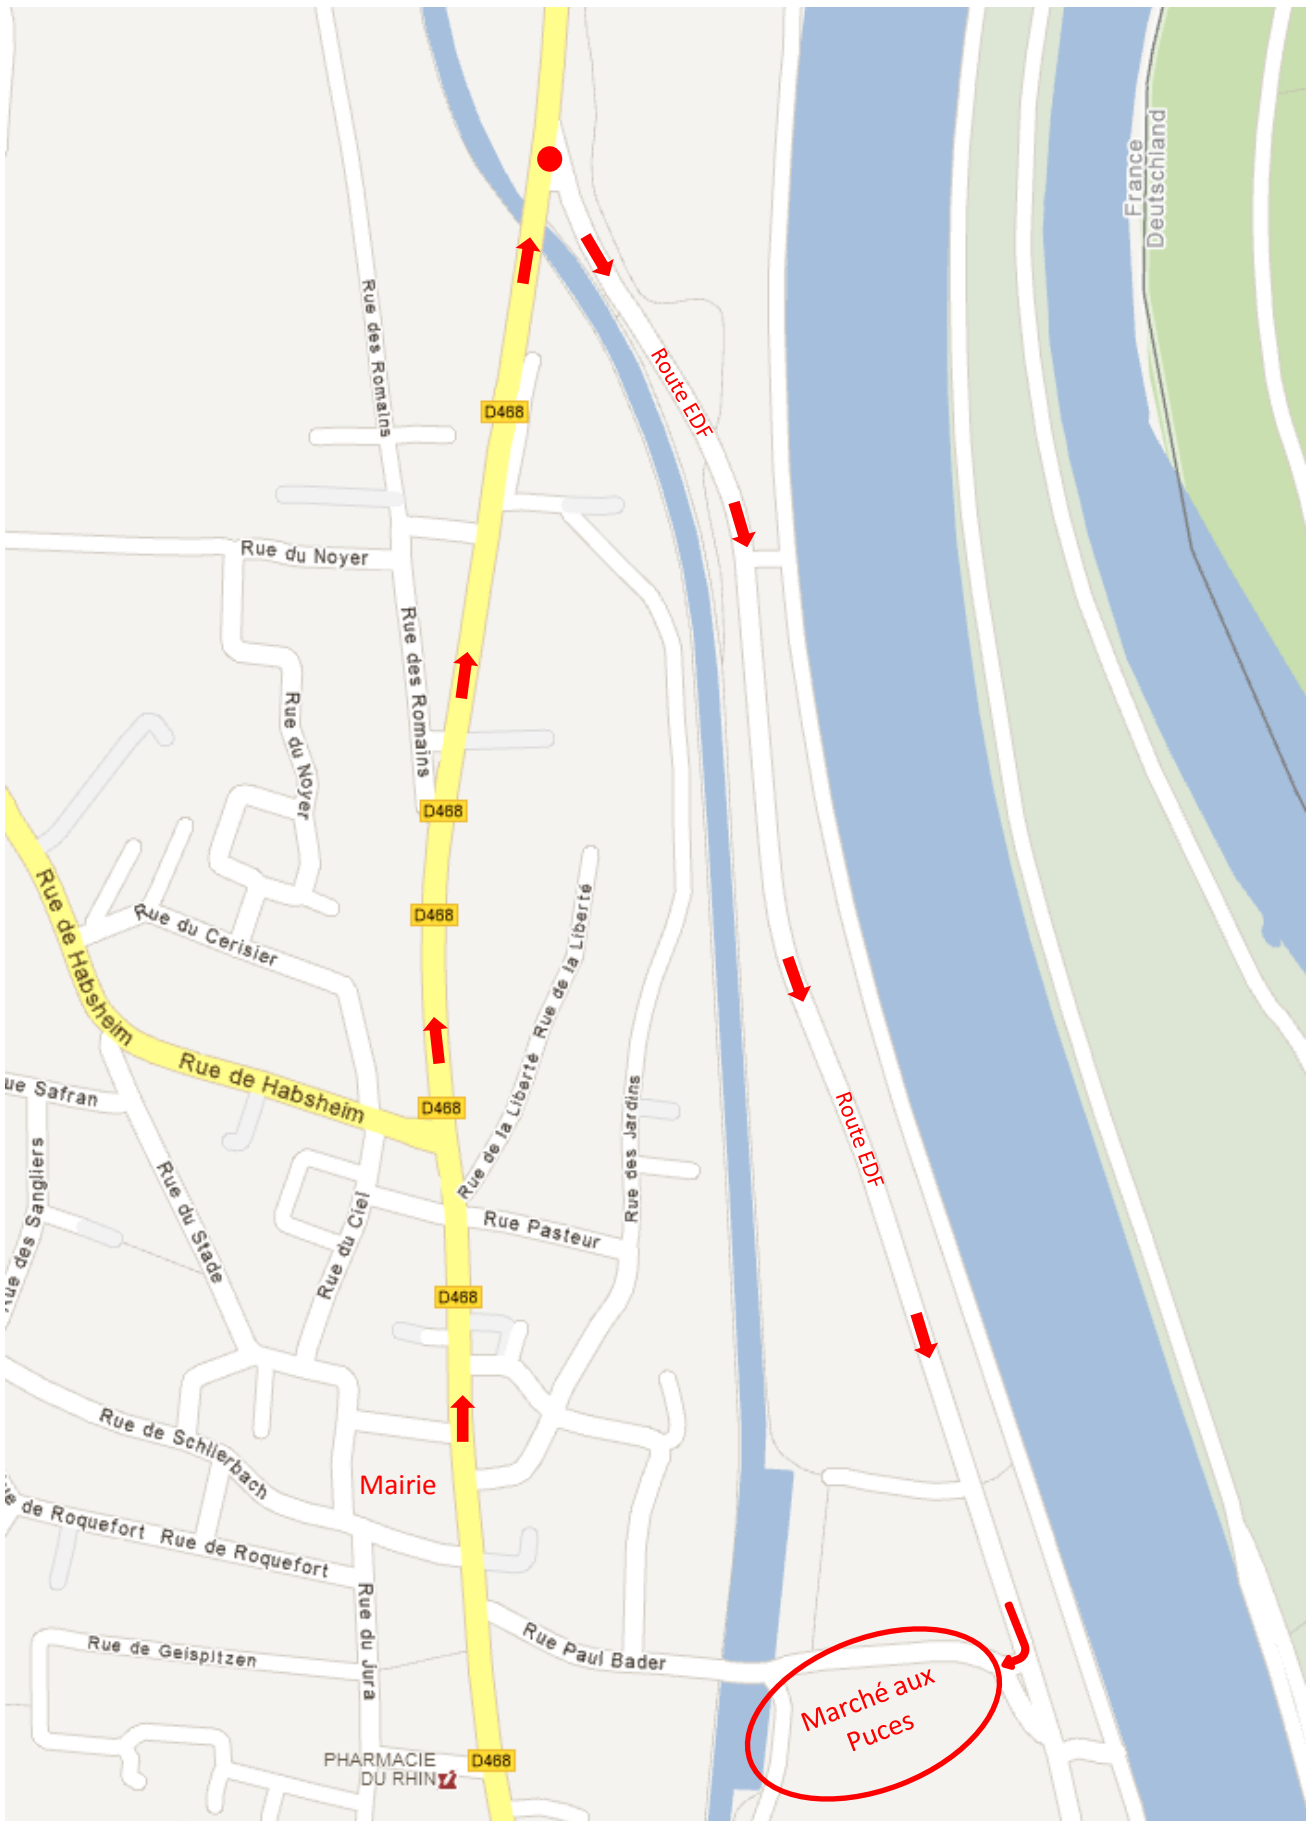 France
Deutschland
Rue des Romains
Route EDF
D468
Rue du Noyer
Rue des Romains
Rue du Noyer
D468
Rue de Habsheim
Rue du Cerisier
D468
Rue de la Liberté
Rue de la Liberté
Rue de Habsheim
D468
ue Safran
Rue des Jardins
Route EDF
Rue des Sangliers
Rue du Stade
Rue du Ciel
Rue Pasteur
D468
Rue de Schlierbach
Mairie
ue de Roquefort
Rue de Roquefort
Rue du Jura
Rue Paul Bader
Rue de Geispitzen
Marché aux
Puces
PHARMACIE
DU RHIN
D468